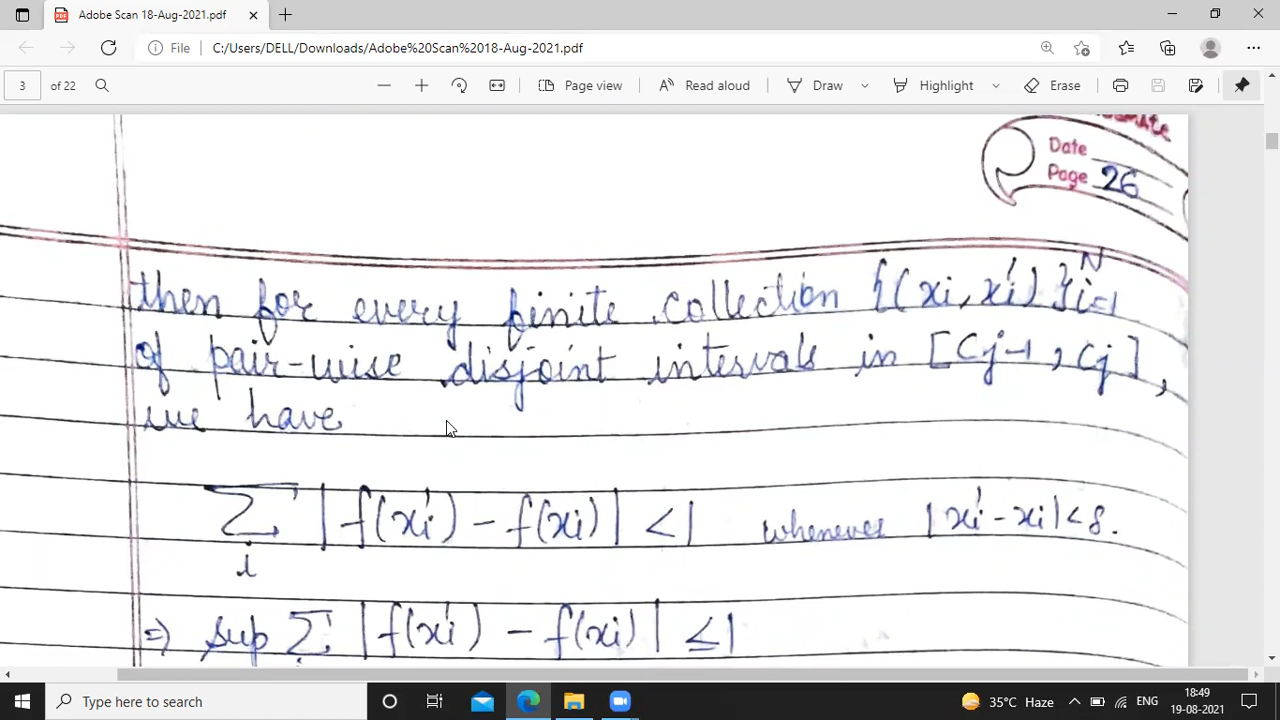 Adobe Scan 18-Aug-2021.pdf
File C:/Users/DELL/Downloads/Adobe%20Scan%2018-Aug-2021.pdf
3 of 22 Page view Read aloud Draw Highlight Erase
Date
Page 26
then for every finite collection {(xi, xi')}ᴺi=1
of pair-wise disjoint intervals in [Cj-1, Cj],
we have
∑i |f(xi') - f(xi)| < 1 whenever |xi' - xi| < δ.
=) sup ∑ |f(xi') - f(xi)| ≤ 1
Type here to search
35°C Haze ENG 18:49
19-08-2021